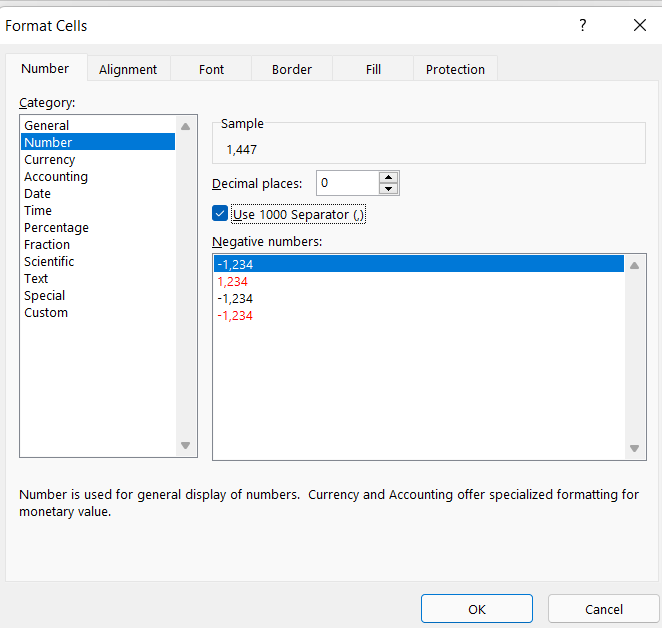 Format Cells
?
Number
Alignment
Font
Border
Fill
Protection
Category:
General
Number
Currency
Accounting
Date
Time
Percentage
Fraction
Scientific
Text
Special
Custom
Sample
1,447
Decimal places:
0
Use 1000 Separator (,)
Negative numbers:
-1,234
1,234
-1,234
-1,234
Number is used for general display of numbers.  Currency and Accounting offer specialized formatting for
monetary value.
OK
Cancel